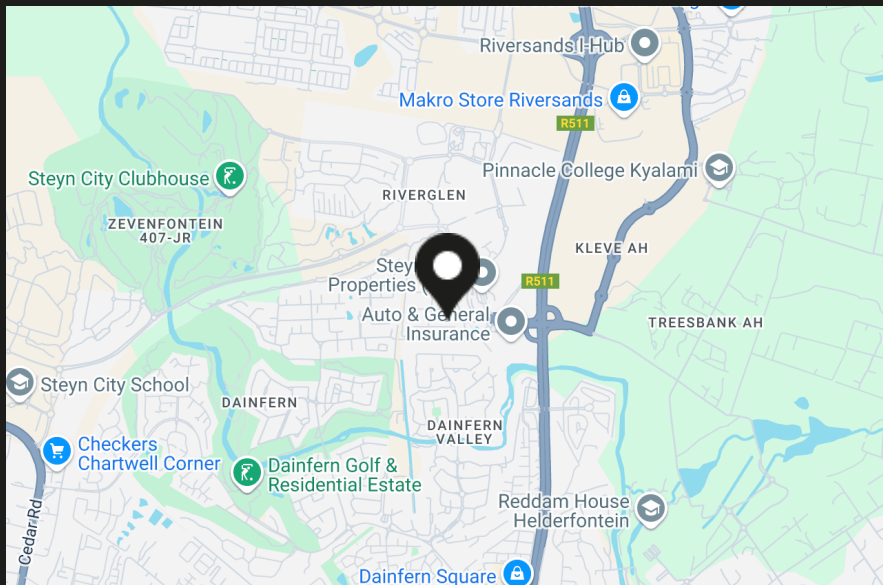 Riversands I-Hub
Makro Store Riversands
R511
Pinnacle College Kyalami
Steyn City Clubhouse
RIVERGLEN
ZEVENFONTEIN
407-JR
KLEVE AH
Properties
R511
Auto & General
Insurance
TREESBANK AH
Steyn City School
DAINFERN
DAINFERN
VALLEY
Checkers
Chartwell Corner
Dainfern Golf &
Residential Estate
Reddam House
Helderfontein
Cedar Rd
Dainfern Square